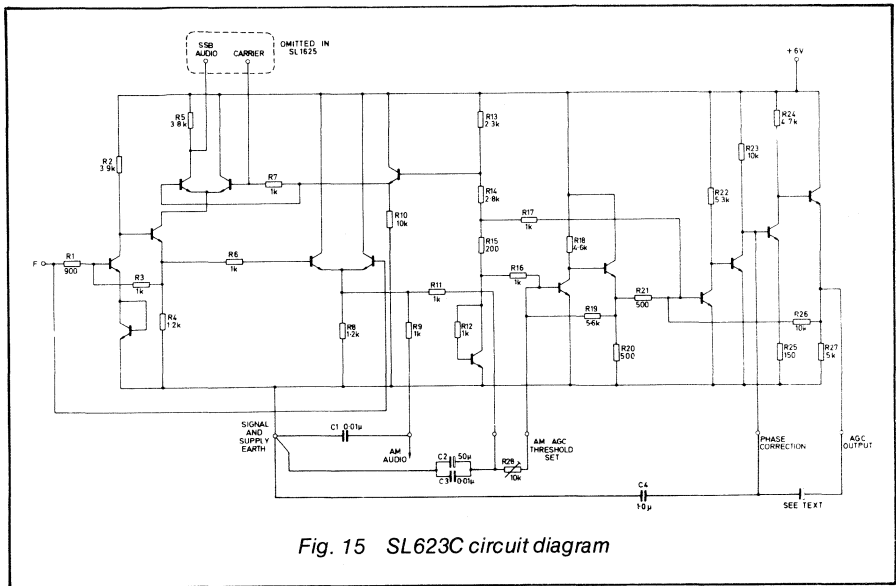 SSB
AUDIO
CARRIER
OMITTED IN
SL1625
+6V
R5
3·8k
R2
3·9k
R7
1k
R13
2·3k
R14
2·8k
R10
10k
R17
1k
R15
200
R18
4·6k
R24
4·7k
R23
10k
R22
5·3k
F
R1
900
R3
1k
R6
1k
R4
1·2k
R11
1k
R16
1k
R12
1k
R8
1·2k
R9
1k
R19
5·6k
R21
500
R20
500
R26
10k
R25
150
R27
5k
SIGNAL
AND
SUPPLY
EARTH
C1 0·01μ
AM
AUDIO
C2 50μ
C3 0·01μ
R28
10k
AM AGC
THRESHOLD
SET
PHASE
CORRECTION
AGC
OUTPUT
C4
1·0μ
SEE TEXT
Fig. 15 SL623C circuit diagram